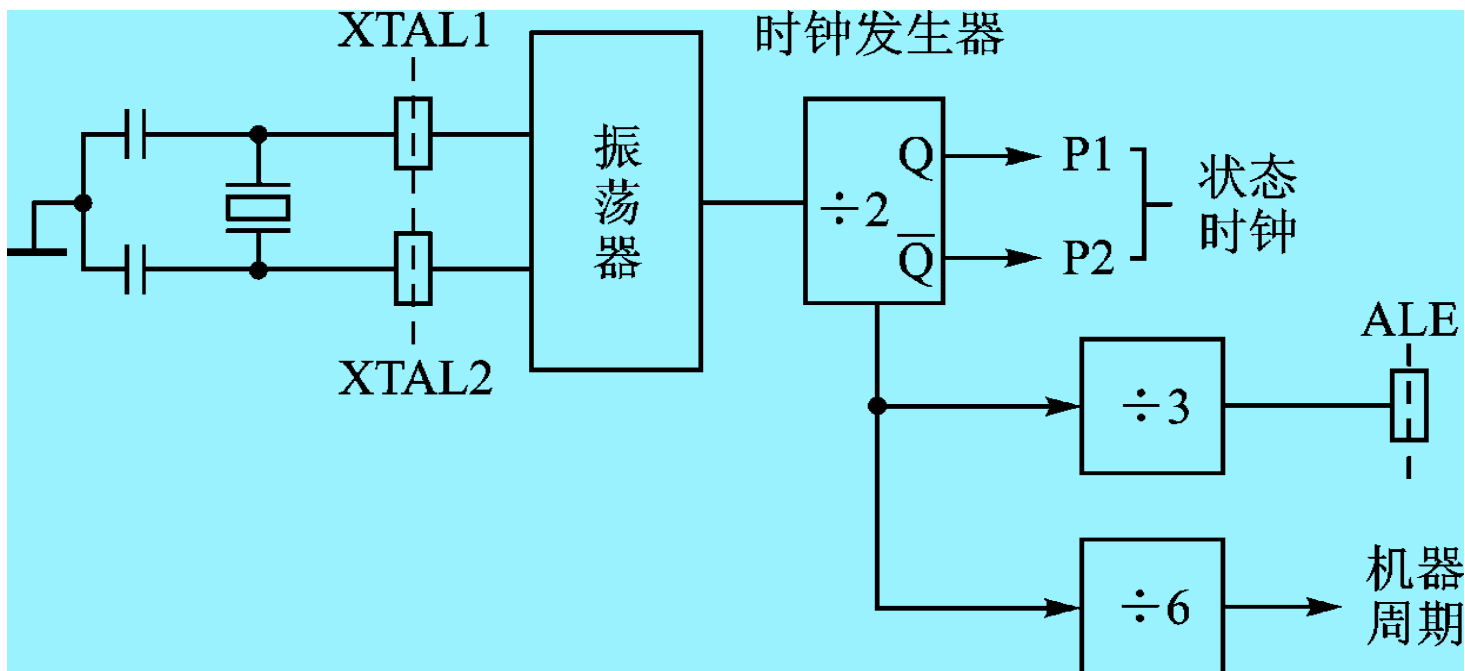 XTAL1
时钟发生器
振
荡
器
÷2
Q
Q̅
P1
P2
状态
时钟
XTAL2
ALE
÷3
÷6
机器
周期